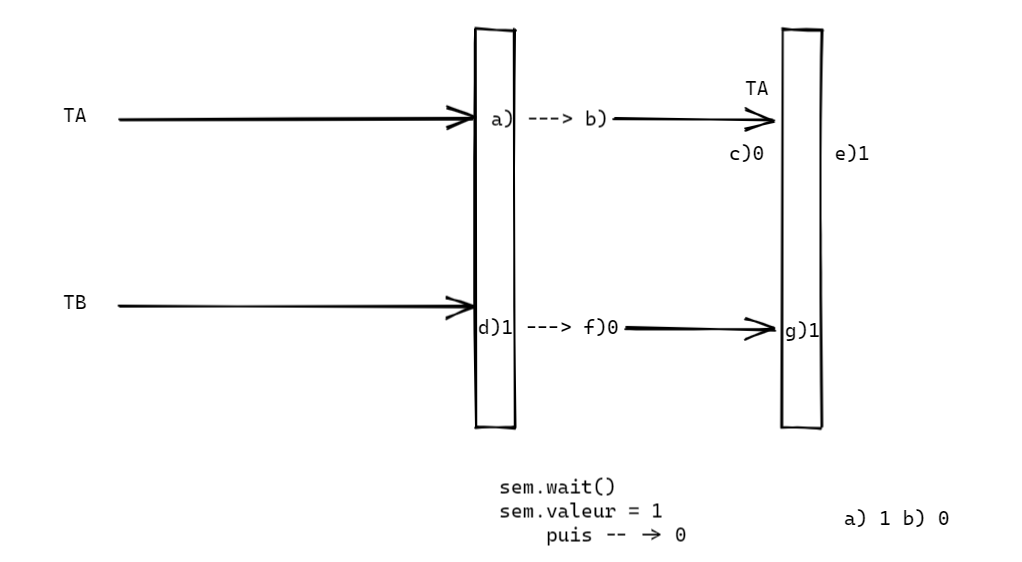 TA
a) ---> b)
TA
c)0 e)1
TB
d)1 ---> f)0
g)1
sem.wait()
sem.valeur = 1
puis -- → 0
a) 1 b) 0